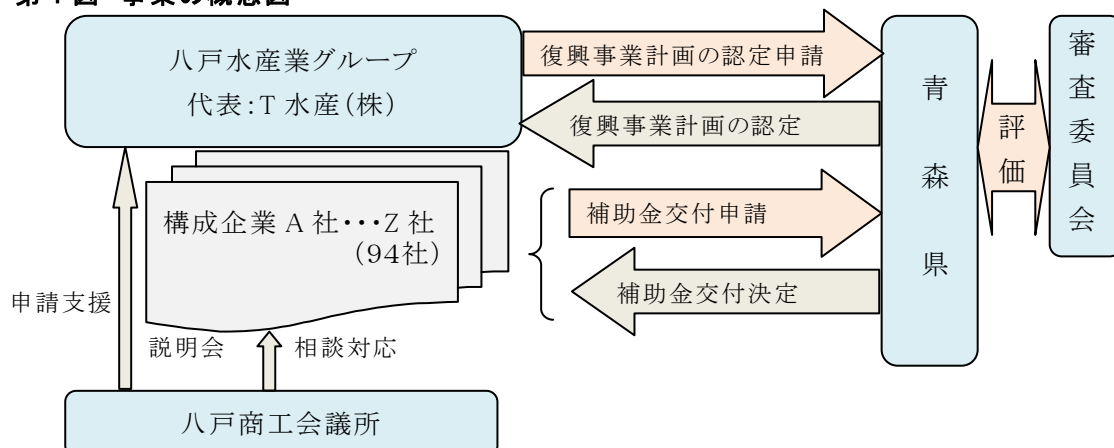 第1図 事業の概念図
八戸水産業グループ
代表:T水産(株)
復興事業計画の認定申請
復興事業計画の認定
構成企業A社・・・Z社
(94社)
補助金交付申請
補助金交付決定
青森県
評価
審査委員会
申請支援
説明会
相談対応
八戸商工会議所